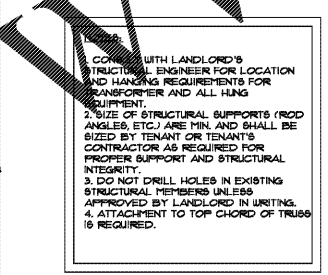 NOTES:
1. CONSULT WITH LANDLORD'S
STRUCTURAL ENGINEER FOR LOCATION
AND HANGING REQUIREMENTS FOR
TRANSFORMER AND ALL HUNG
EQUIPMENT.
2. SIZE OF STRUCTURAL SUPPORTS (ROD
ANGLES, ETC.) ARE MIN. AND SHALL BE
SIZED BY TENANT OR TENANT'S
CONTRACTOR AS REQUIRED FOR
PROPER SUPPORT AND STRUCTURAL
INTEGRITY.
3. DO NOT DRILL HOLES IN EXISTING
STRUCTURAL MEMBERS UNLESS
APPROVED BY LANDLORD IN WRITING.
4. ATTACHMENT TO TOP CHORD OF TRUSS
IS REQUIRED.